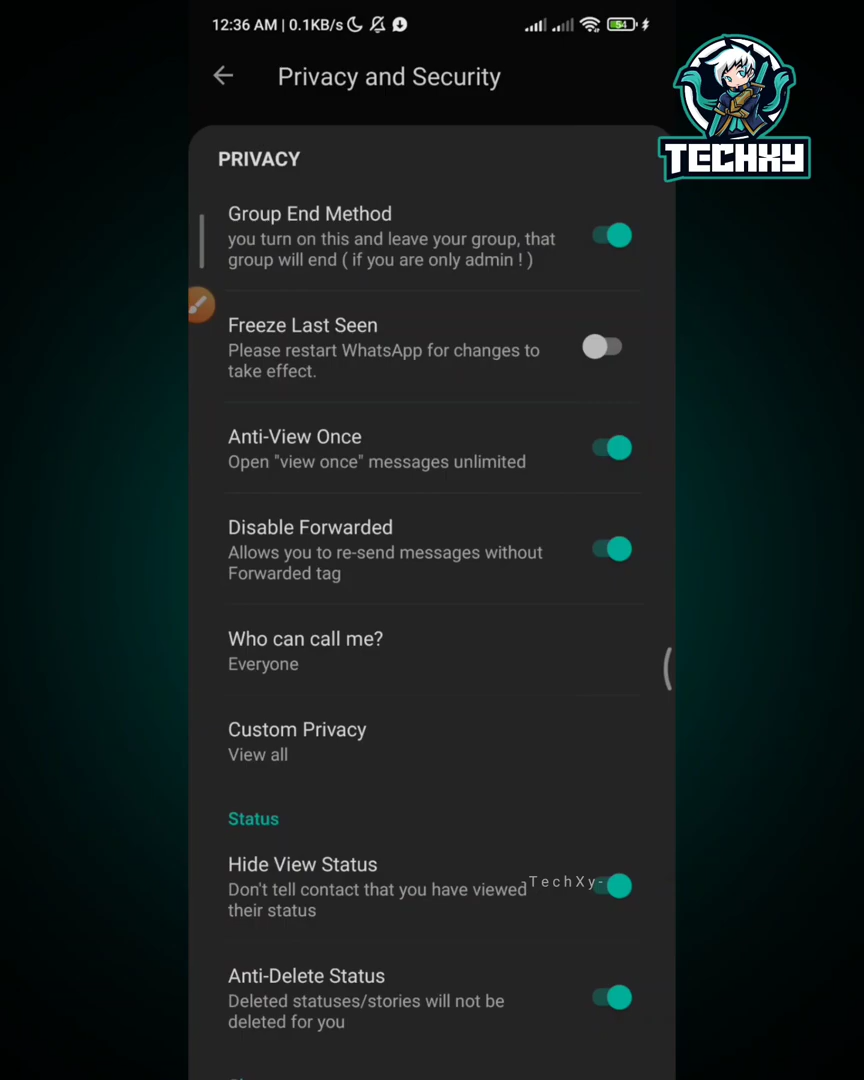 12:36 AM | 0.1KB/s
54
Privacy and Security
TECHXY
PRIVACY
Group End Method
you turn on this and leave your group, that
group will end ( if you are only admin ! )
Freeze Last Seen
Please restart WhatsApp for changes to
take effect.
Anti-View Once
Open "view once" messages unlimited
Disable Forwarded
Allows you to re-send messages without
Forwarded tag
Who can call me?
Everyone
Custom Privacy
View all
Status
Hide View Status
Don't tell contact that you have viewed
their status
-TechXy-
Anti-Delete Status
Deleted statuses/stories will not be
deleted for you